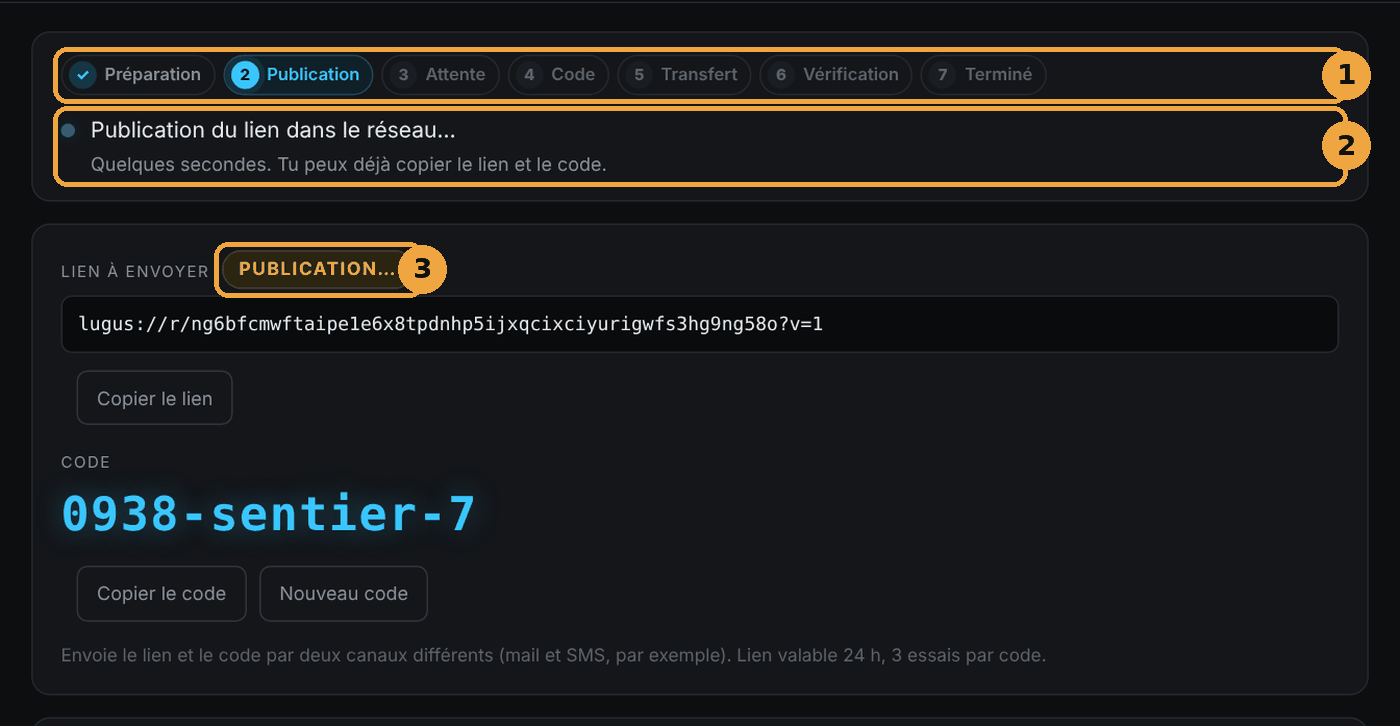 ✓ Préparation 2 Publication 3 Attente 4 Code 5 Transfert 6 Vérification 7 Terminé 1
Publication du lien dans le réseau…
Quelques secondes. Tu peux déjà copier le lien et le code.
2
LIEN À ENVOYER PUBLICATION… 3
lugus://r/ng6bfcmwftaipe1e6x8tpdnhp5ijxqcixciyurigwfs3hg9ng58o?v=1
Copier le lien
CODE
0938-sentier-7
Copier le code Nouveau code
Envoie le lien et le code par deux canaux différents (mail et SMS, par exemple). Lien valable 24 h, 3 essais par code.